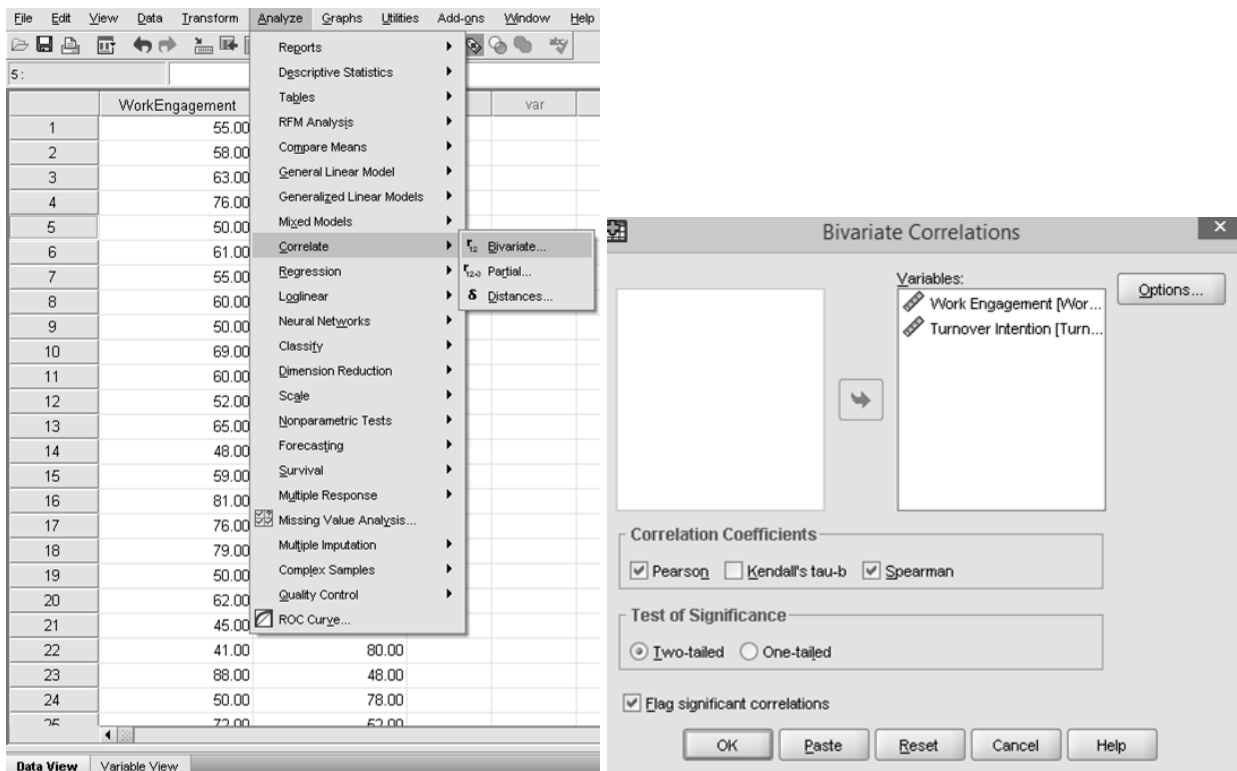 File Edit View Data Transform Analyze Graphs Utilities Add-ons Window Help
5 :
WorkEngagement var
1 55.00
2 58.00
3 63.00
4 76.00
5 50.00
6 61.00
7 55.00
8 60.00
9 50.00
10 69.00
11 60.00
12 52.00
13 65.00
14 48.00
15 59.00
16 81.00
17 76.00
18 79.00
19 50.00
20 62.00
21 45.00
22 41.00 80.00
23 88.00 48.00
24 50.00 78.00
25 72.00 52.00
Data View Variable View
Reports
Descriptive Statistics
Tables
RFM Analysis
Compare Means
General Linear Model
Generalized Linear Models
Mixed Models
Correlate
Regression
Loglinear
Neural Networks
Classify
Dimension Reduction
Scale
Nonparametric Tests
Forecasting
Survival
Multiple Response
Missing Value Analysis...
Multiple Imputation
Complex Samples
Quality Control
ROC Curve...
r12 Bivariate...
Partial...
δ Distances...
Bivariate Correlations
Variables:
Work Engagement [Wor...
Turnover Intention [Turn...
Options...
Correlation Coefficients
Pearson Kendall's tau-b Spearman
Test of Significance
Two-tailed One-tailed
Flag significant correlations
OK Paste Reset Cancel Help